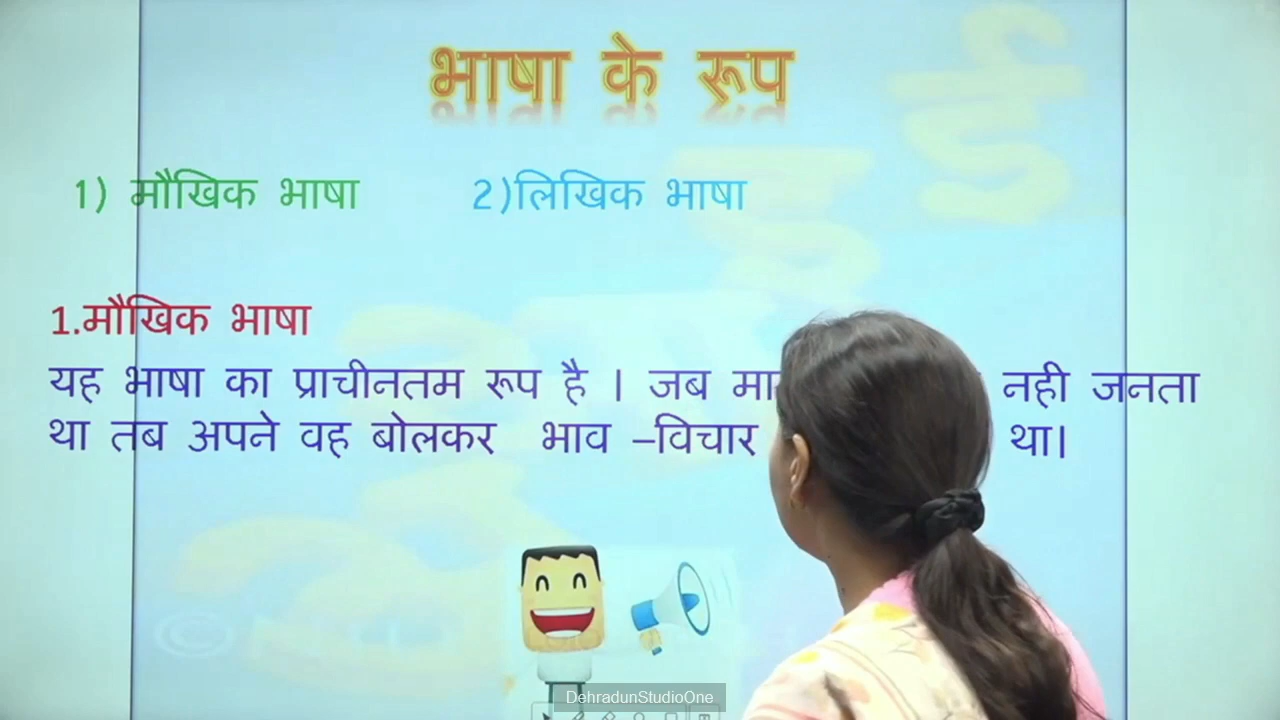 भाषा के रूप
1) मौखिक भाषा 2)लिखिक भाषा
1.मौखिक भाषा
यह भाषा का प्राचीनतम रूप है । जब नही जनता
था तब अपने वह बोलकर भाव –विचार था।
DehradunStudioOne